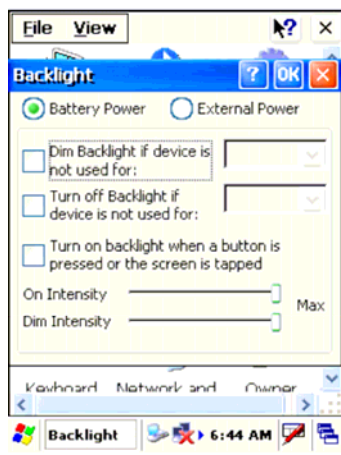 File View
Backlight ? OK
Battery Power External Power
Dim Backlight if device is
not used for:
Turn off Backlight if
device is not used for:
Turn on backlight when a button is
pressed or the screen is tapped
On Intensity
Max
Dim Intensity
Keyboard Network and Owner
Backlight 6:44 AM